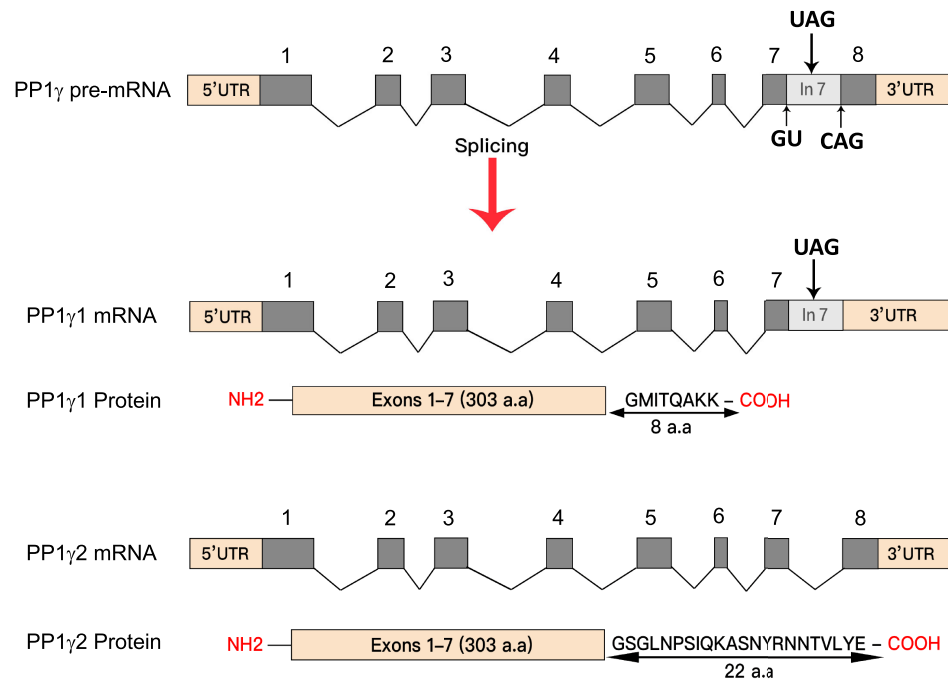 UAG
1 2 3 4 5 6 7 8
PP1γ pre-mRNA 5'UTR In 7 3'UTR
GU CAG
Splicing
UAG
1 2 3 4 5 6 7
PP1γ1 mRNA 5'UTR In 7 3'UTR
PP1γ1 Protein NH2 Exons 1–7 (303 a.a) GMITQAKK – COOH
8 a.a
1 2 3 4 5 6 7 8
PP1γ2 mRNA 5'UTR 3'UTR
PP1γ2 Protein NH2 Exons 1–7 (303 a.a) GSGLNPSIQKASNYRNNTVLYE – COOH
22 a.a